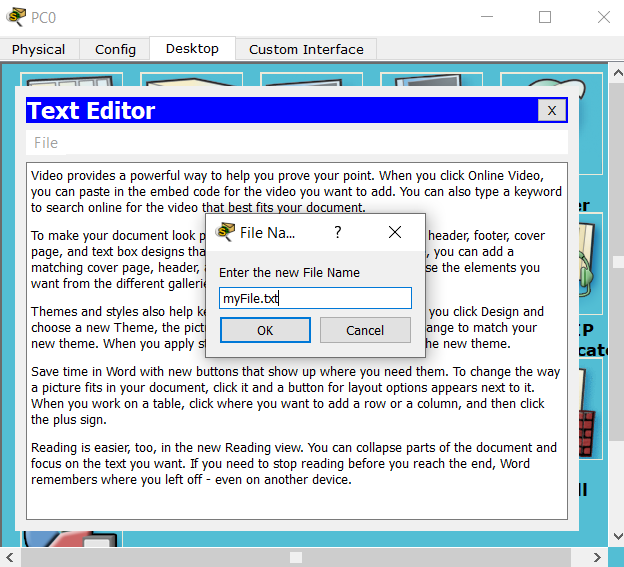 PC0
Physical Config Desktop Custom Interface
Text Editor X
File
Video provides a powerful way to help you prove your point. When you click Online Video,
you can paste in the embed code for the video you want to add. You can also type a keyword
to search online for the video that best fits your document.
To make your document look p header, footer, cover
page, and text box designs tha , you can add a
matching cover page, header, se the elements you
want from the different galleri
Themes and styles also help ke you click Design and
choose a new Theme, the pictu ange to match your
new theme. When you apply st the new theme.
Save time in Word with new buttons that show up where you need them. To change the way
a picture fits in your document, click it and a button for layout options appears next to it.
When you work on a table, click where you want to add a row or a column, and then click
the plus sign.
Reading is easier, too, in the new Reading view. You can collapse parts of the document and
focus on the text you want. If you need to stop reading before you reach the end, Word
remembers where you left off - even on another device.
File Na... ?
Enter the new File Name
myFile.txt
OK Cancel
er
IP
icate
ll